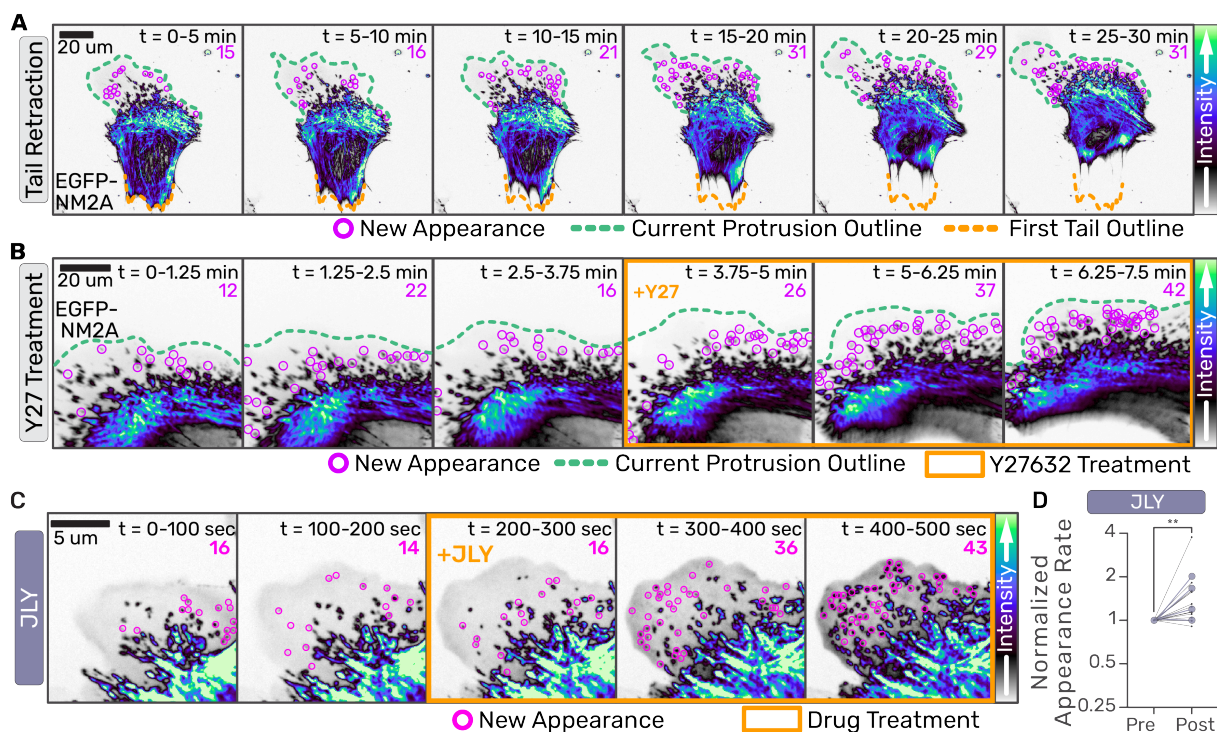 A
Tail Retraction
20 um
t = 0-5 min
15
t = 5-10 min
16
t = 10-15 min
21
t = 15-20 min
31
t = 20-25 min
29
t = 25-30 min
31
EGFP-
NM2A
Intensity
New Appearance
Current Protrusion Outline
First Tail Outline
B
Y27 Treatment
20 um
t = 0-1.25 min
12
t = 1.25-2.5 min
22
t = 2.5-3.75 min
16
t = 3.75-5 min
26
t = 5-6.25 min
37
t = 6.25-7.5 min
42
EGFP-
NM2A
+Y27
Intensity
New Appearance
Current Protrusion Outline
Y27632 Treatment
C
JLY
5 um
t = 0-100 sec
16
t = 100-200 sec
14
t = 200-300 sec
16
t = 300-400 sec
36
t = 400-500 sec
43
+JLY
Intensity
New Appearance
Drug Treatment
D
JLY
Normalized
Appearance Rate
**
4
2
1
0.5
0.25
Pre
Post